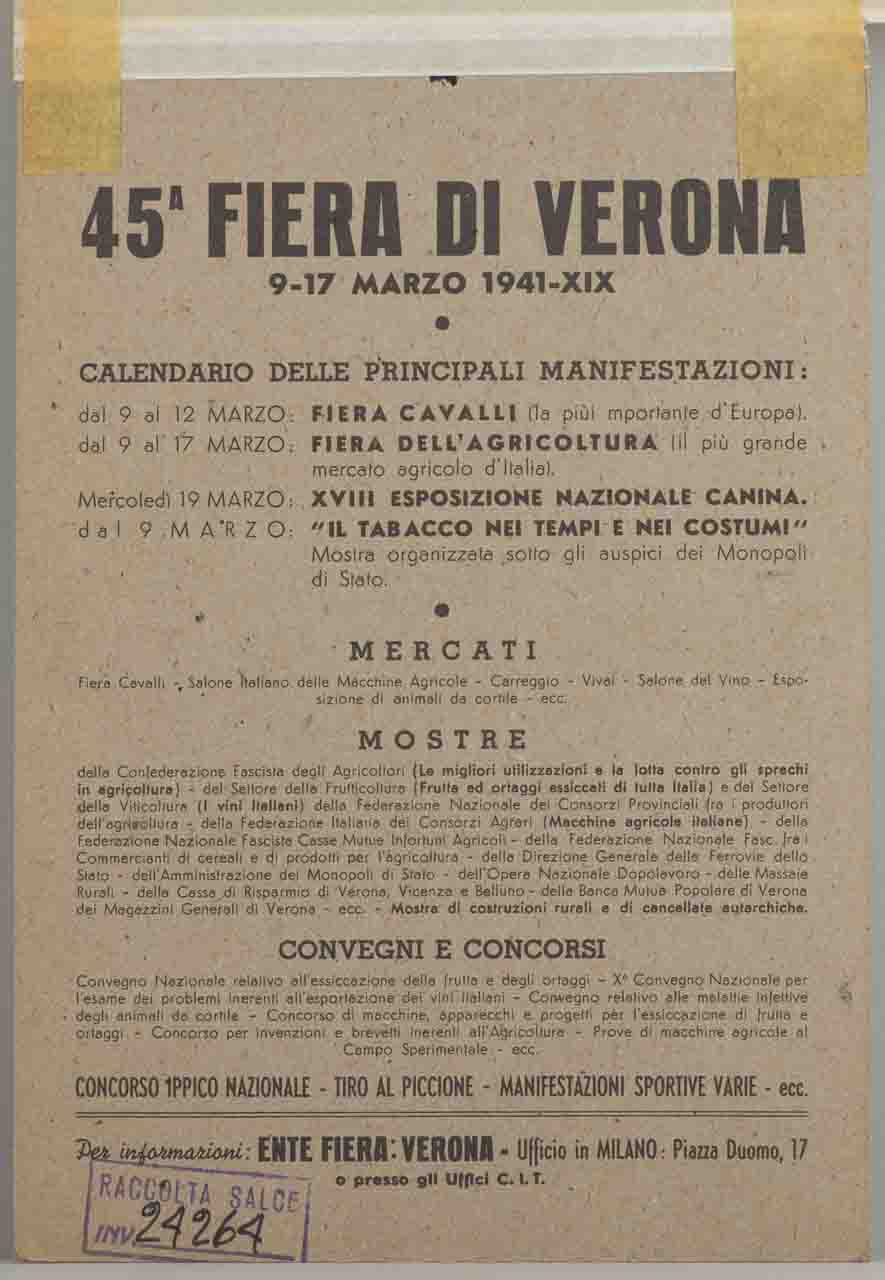 45ª FIERA DI VERONA
9-17 MARZO 1941-XIX
CALENDARIO DELLE PRINCIPALI MANIFESTAZIONI:
dal 9 al 12 MARZO: FIERA CAVALLI (la piùi mportante d'Europa).
dal 9 al 17 MARZO: FIERA DELL'AGRICOLTURA (il più grande
mercato agricolo d'Italia).
Mercoledì 19 MARZO: XVIII ESPOSIZIONE NAZIONALE CANINA.
dal 9 MARZO: "IL TABACCO NEI TEMPI E NEI COSTUMI"
Mostra organizzata sotto gli auspici dei Monopoli
di Stato.
MERCATI
Fiera Cavalli - Salone Italiano delle Macchine Agricole - Carreggio - Vivai - Salone del Vino - Espo-
sizione di animali da cortile - ecc.
MOSTRE
della Confederazione Fascista degli Agricoltori (Le migliori utilizzazioni e la lotta contro gli sprechi
in agricoltura) - del Settore della Frutticoltura (Frutta ed ortaggi essiccati di tutta Italia) e del Settore
della Viticoltura (I vini Italiani) della Federazione Nazionale dei Consorzi Provinciali fra i produttori
dell'agricoltura - della Federazione Italiana dei Consorzi Agrari (Macchine agricole italiane) - della
Federazione Nazionale Fascista Casse Mutue Infortuni Agricoli - della Federazione Nazionale Fasc. fra i
Commercianti di cereali e di prodotti per l'agricoltura - della Direzione Generale delle Ferrovie dello
Stato - dell'Amministrazione dei Monopoli di Stato - dell'Opera Nazionale Dopolavoro - delle Massaie
Rurali - della Cassa di Risparmio di Verona, Vicenza e Belluno - della Banca Mutua Popolare di Verona
dei Magazzini Generali di Verona - ecc. - Mostra di costruzioni rurali e di cancellate autarchiche.
CONVEGNI E CONCORSI
Convegno Nazionale relativo all'essiccazione della frutta e degli ortaggi - Xº Convegno Nazionale per
l'esame dei problemi inerenti all'esportazione dei vini Italiani - Convegno relativo alle malattie infettive
degli animali da cortile - Concorso di macchine, apparecchi e progetti per l'essiccazione di frutta e
ortaggi - Concorso per invenzioni e brevetti inerenti all'Agricoltura - Prove di macchine agricole al
Campo Sperimentale - ecc.
CONCORSO IPPICO NAZIONALE - TIRO AL PICCIONE - MANIFESTAZIONI SPORTIVE VARIE - ecc.
Per informazioni: ENTE FIERA: VERONA - Ufficio in MILANO: Piazza Duomo, 17
o presso gli Uffici C. I. T.
RACCOLTA SALCE
INV 24264